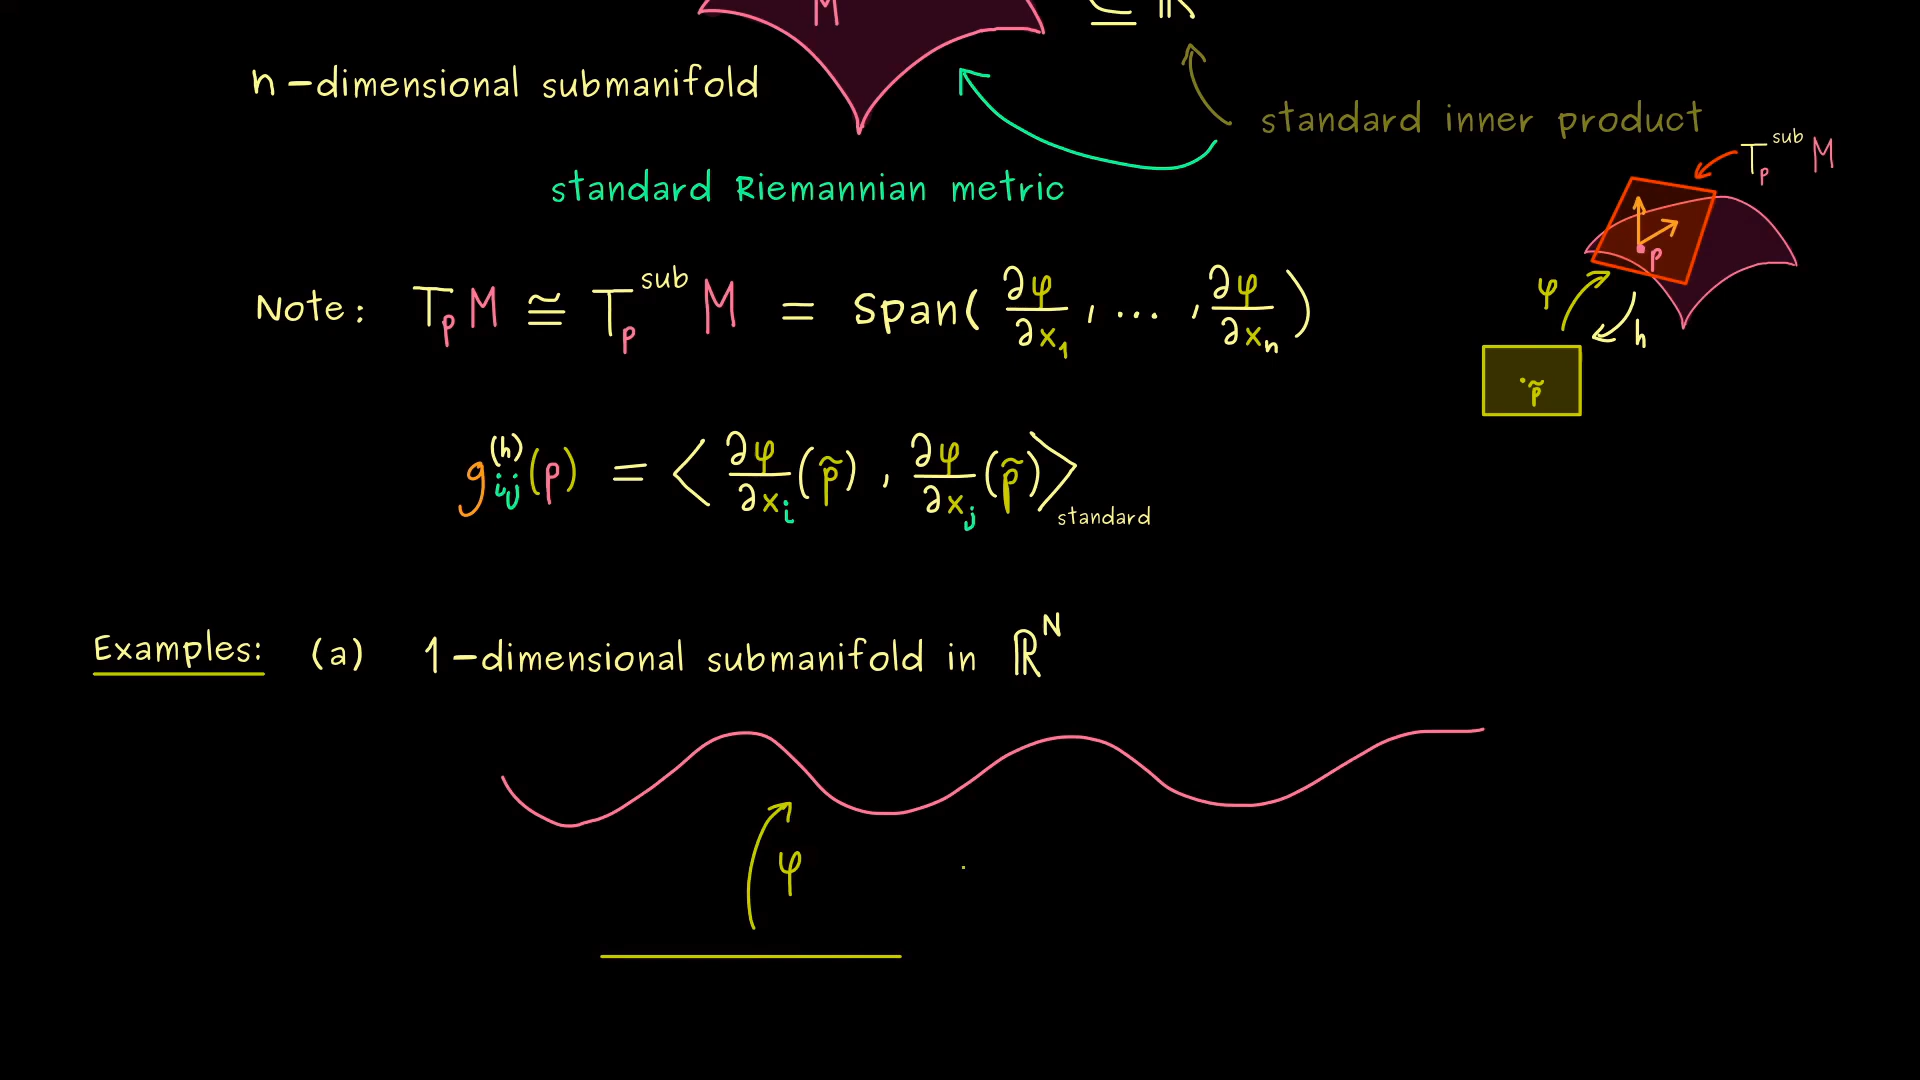 M ⊆ ℝ
n-dimensional submanifold
standard inner product
T_p^sub M
standard Riemannian metric
p
Note: T_p M ≅ T_p^sub M = Span( ∂φ/∂x_1 , ... , ∂φ/∂x_n )
φ h
p̃
g_ij^(h)(p) = ⟨ ∂φ/∂x_i (p̃) , ∂φ/∂x_j (p̃) ⟩_standard
Examples: (a) 1-dimensional submanifold in ℝ^N
φ